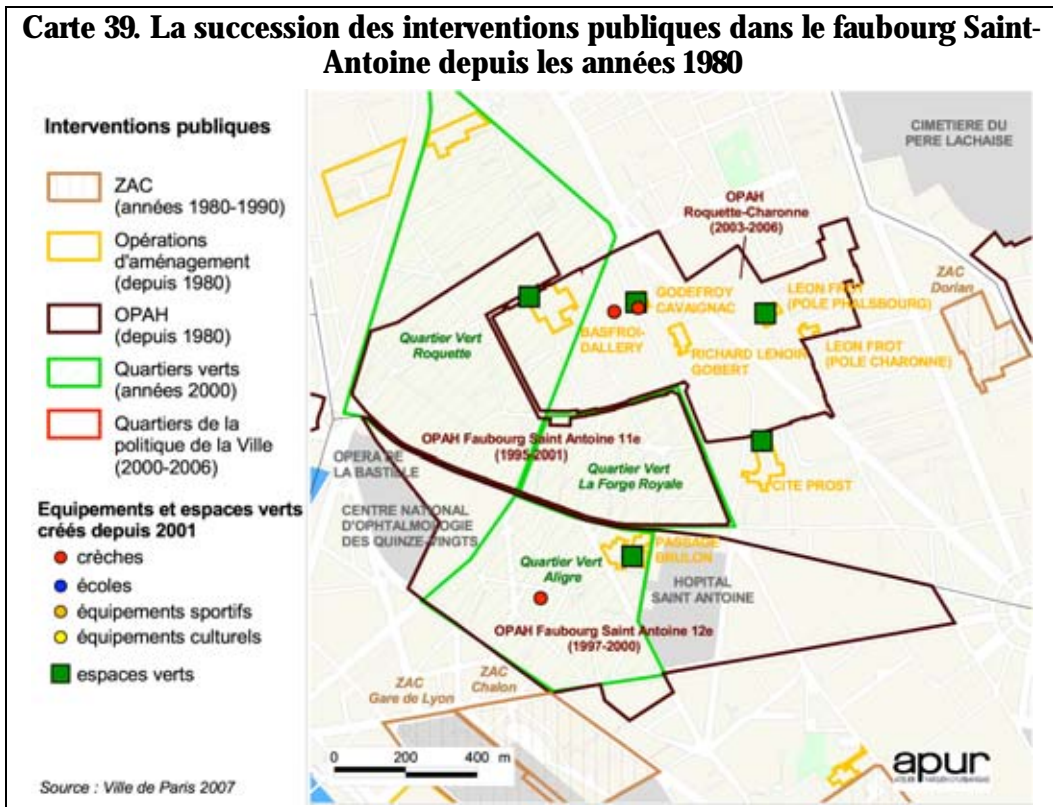 Carte 39. La succession des interventions publiques dans le faubourg Saint-
Antoine depuis les années 1980
Interventions publiques
ZAC
(années 1980-1990)
Opérations
d'aménagement
(depuis 1980)
OPAH
(depuis 1980)
Quartiers verts
(années 2000)
Quartiers de la
politique de la Ville
(2000-2006)
Equipements et espaces verts
créés depuis 2001
crèches
écoles
équipements sportifs
équipements culturels
espaces verts
Source : Ville de Paris 2007
CIMETIERE DU
PERE LACHAISE
OPAH
Roquette-Charonne
(2003-2006)
ZAC
Dorian
GODEFROY
CAVAIGNAC
LEON FROT
(POLE PHALSBOURG)
BASFROI-
DALLERY
RICHARD LENOIR
GOBERT
LEON FROT
(POLE CHARONNE)
Quartier Vert
Roquette
OPAH Faubourg Saint Antoine 11e
(1995-2001)
OPERA DE
LA BASTILLE
Quartier Vert
La Forge Royale
CITE PROST
CENTRE NATIONAL
D'OPHTALMOLOGIE
DES QUINZE-VINGTS
PASSAGE
BRULON
Quartier Vert
Aligre
HOPITAL
SAINT ANTOINE
OPAH Faubourg Saint Antoine 12e
(1997-2000)
ZAC
Gare de Lyon
ZAC
Chalon
0 200 400 m
apur